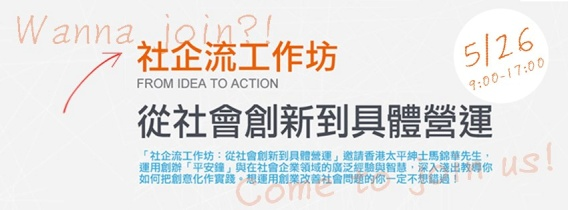 Wanna join?!
社企流工作坊
FROM IDEA TO ACTION
5/26
9:00-17:00
從社會創新到具體營運
「社企流工作坊：從社會創新到具體營運」邀請香港太平紳士馬錦華先生，
運用創辦「平安鐘」與在社會企業領域的廣泛經驗與智慧，深入淺出教導你
如何把創意化作實踐。想運用創業改善社會問題的你一定不想錯過！
Come to join us!